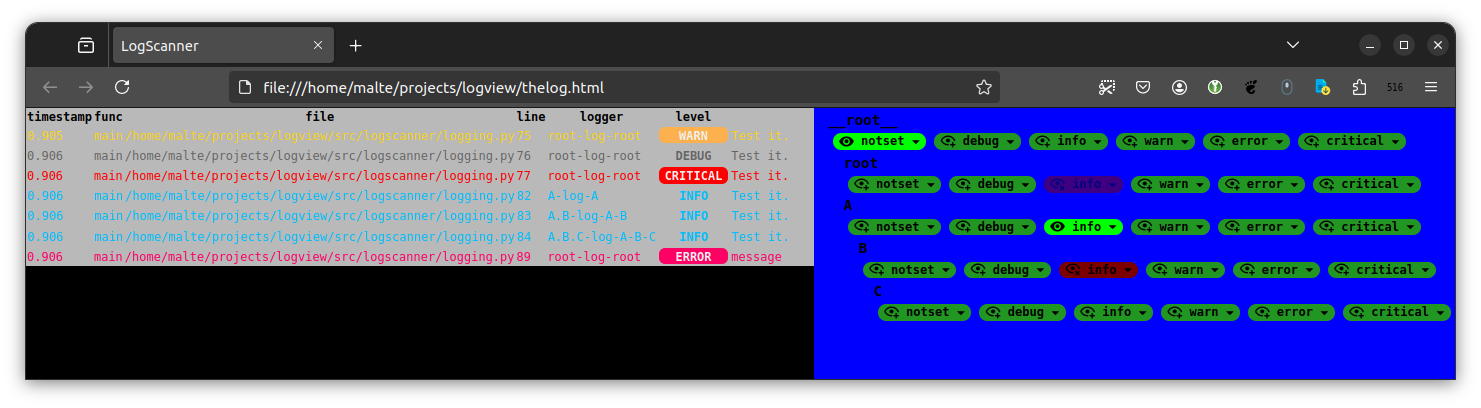 LogScanner
file:///home/malte/projects/logview/thelog.html
516
timestamp func file line logger level
0.905 main /home/malte/projects/logview/src/logscanner/logging.py 75 root-log-root WARN Test it.
0.906 main /home/malte/projects/logview/src/logscanner/logging.py 76 root-log-root DEBUG Test it.
0.906 main /home/malte/projects/logview/src/logscanner/logging.py 77 root-log-root CRITICAL Test it.
0.906 main /home/malte/projects/logview/src/logscanner/logging.py 82 A-log-A INFO Test it.
0.906 main /home/malte/projects/logview/src/logscanner/logging.py 83 A.B-log-A-B INFO Test it.
0.906 main /home/malte/projects/logview/src/logscanner/logging.py 84 A.B.C-log-A-B-C INFO Test it.
0.906 main /home/malte/projects/logview/src/logscanner/logging.py 89 root-log-root ERROR message
root
notset debug info warn error critical
root
notset debug info warn error critical
A
notset debug info warn error critical
B
notset debug info warn error critical
C
notset debug info warn error critical